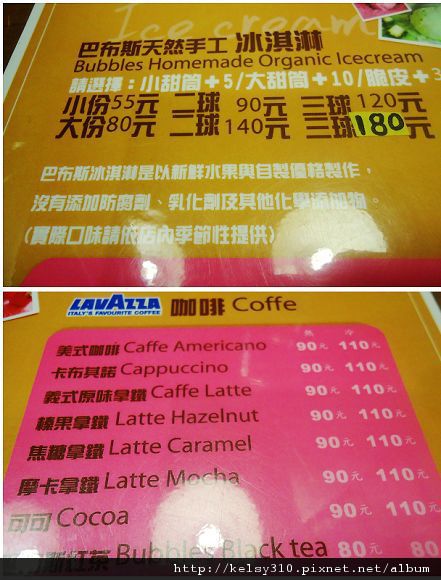 Ice cream
巴布斯天然手工 冰淇淋
Bubbles Homemade Organic Icecream
請選擇：小甜筒＋5/大甜筒＋10/脆皮＋3
小份55元 二球 90元 三球 120元
大份80元 二球 140元 三球 180元
巴布斯冰淇淋是以新鮮水果與自製優格製作，
沒有添加防腐劑、乳化劑及其他化學添加物。
(實際口味請依店內季節性提供)
LAVAZZA
ITALY'S FAVOURITE COFFEE
咖啡 Coffe
熱 冷
美式咖啡 Caffe Americano 90元 110元
卡布其諾 Cappuccino 90元 110元
義式原味拿鐵 Caffe Latte 90元 110元
榛果拿鐵 Latte Hazelnut 90元 110元
焦糖拿鐵 Latte Caramel 90元 110元
摩卡拿鐵 Latte Mocha 90元 110元
可可 Cocoa 90元 110元
斯紅茶 Bubbles Black tea 80元 80元
http://kelsy310.pixnet.net/album